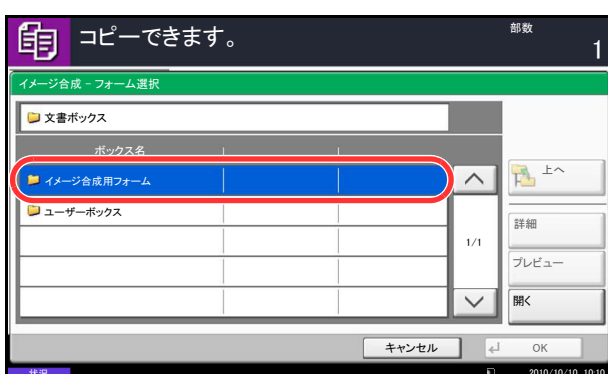 コピーできます。
部数
1
イメージ合成 - フォーム選択
文書ボックス
ボックス名
イメージ合成用フォーム
ユーザーボックス
1/1
上へ
詳細
プレビュー
開く
キャンセル
OK
状況
2010/10/10 10:10